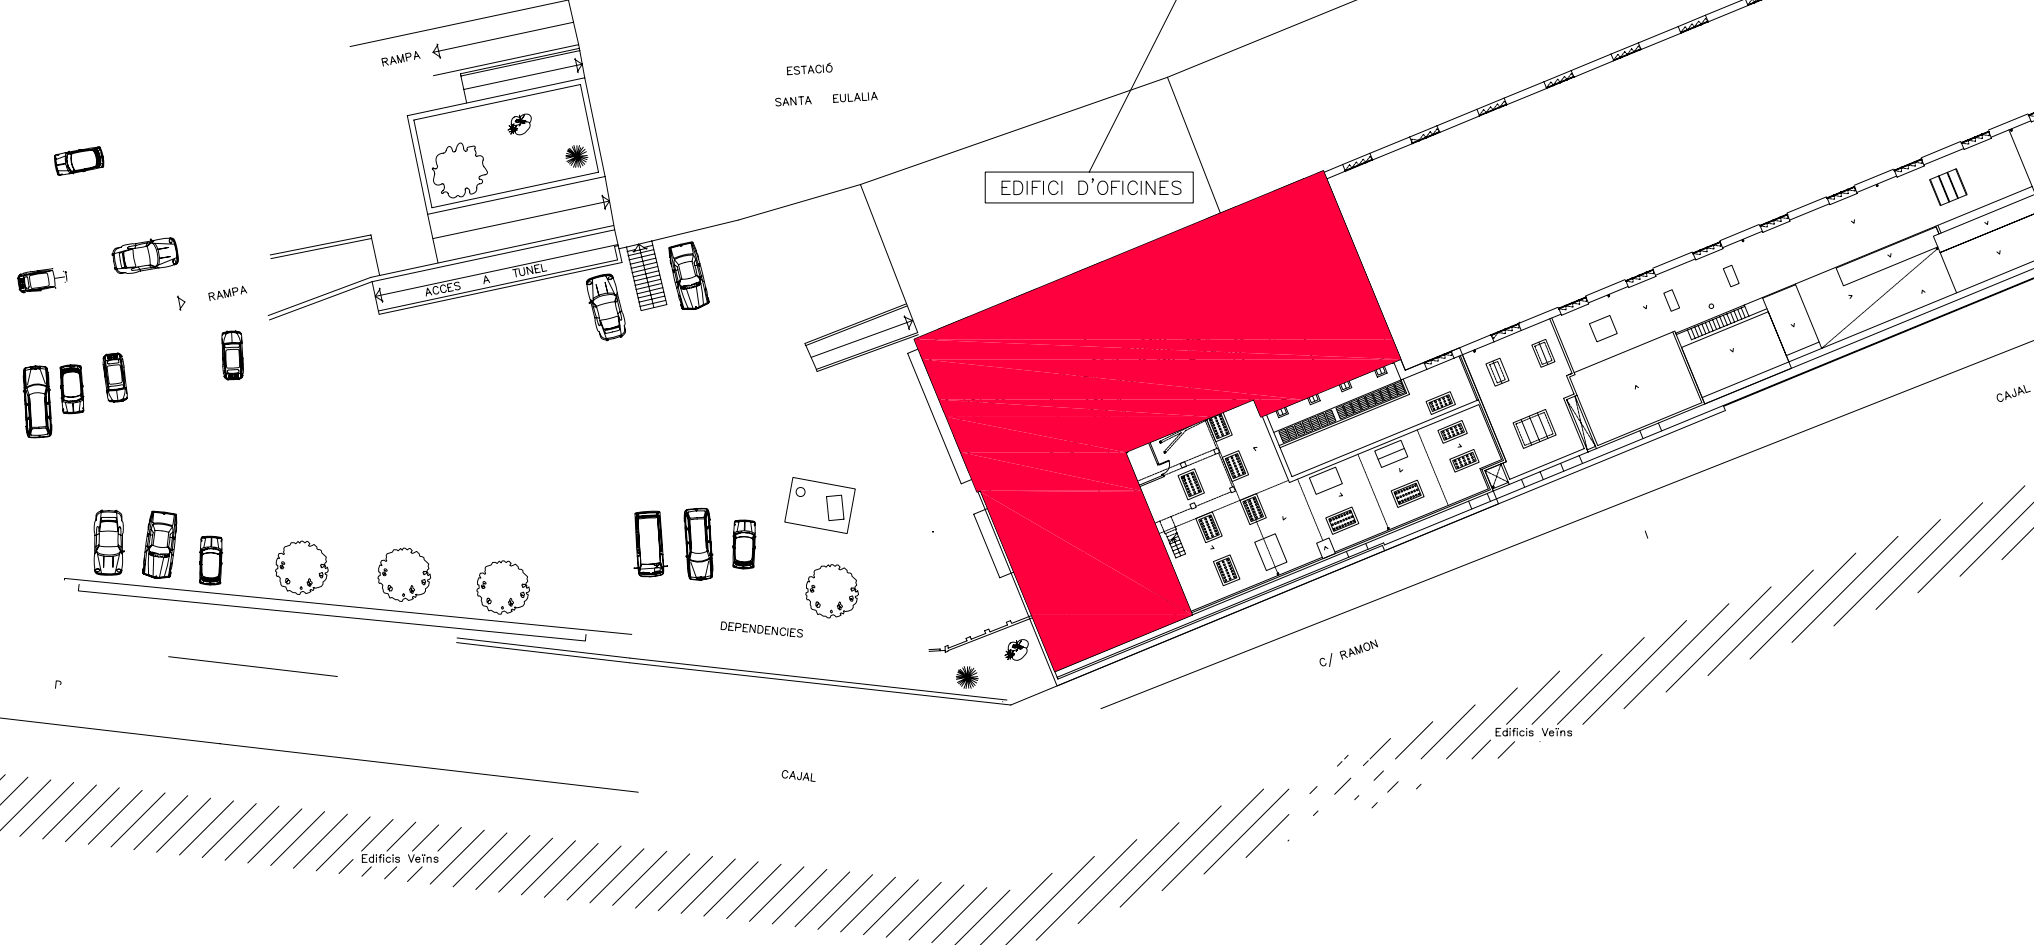 RAMPA
ESTACIÓ
SANTA EULALIA
EDIFICI D'OFICINES
ACCES A TUNEL
RAMPA
CAJAL
DEPENDENCIES
C/ RAMON
I
P
Edificis Veïns
CAJAL
Edificis Veïns